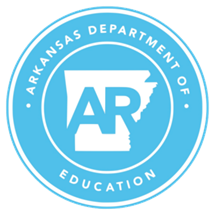 • ARKANSAS DEPARTMENT OF •
AR
EDUCATION